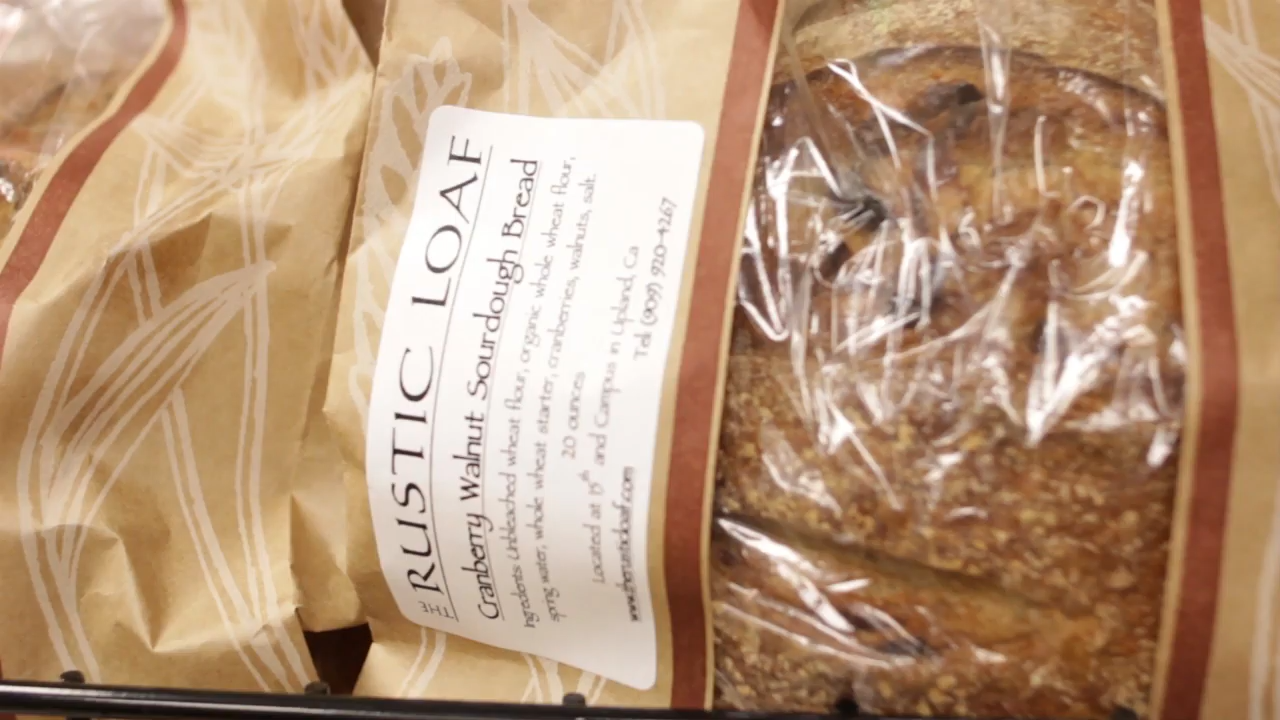 THE RUSTIC LOAF
Cranberry Walnut Sourdough Bread
Ingredients: Unbleached wheat flour, organic whole wheat flour,
spring water, whole wheat starter, cranberries, walnuts, salt.
20 ounces
Located at 15th and Campus in Upland, Ca
www.therusticloaf.com Tel: (909) 920-4267